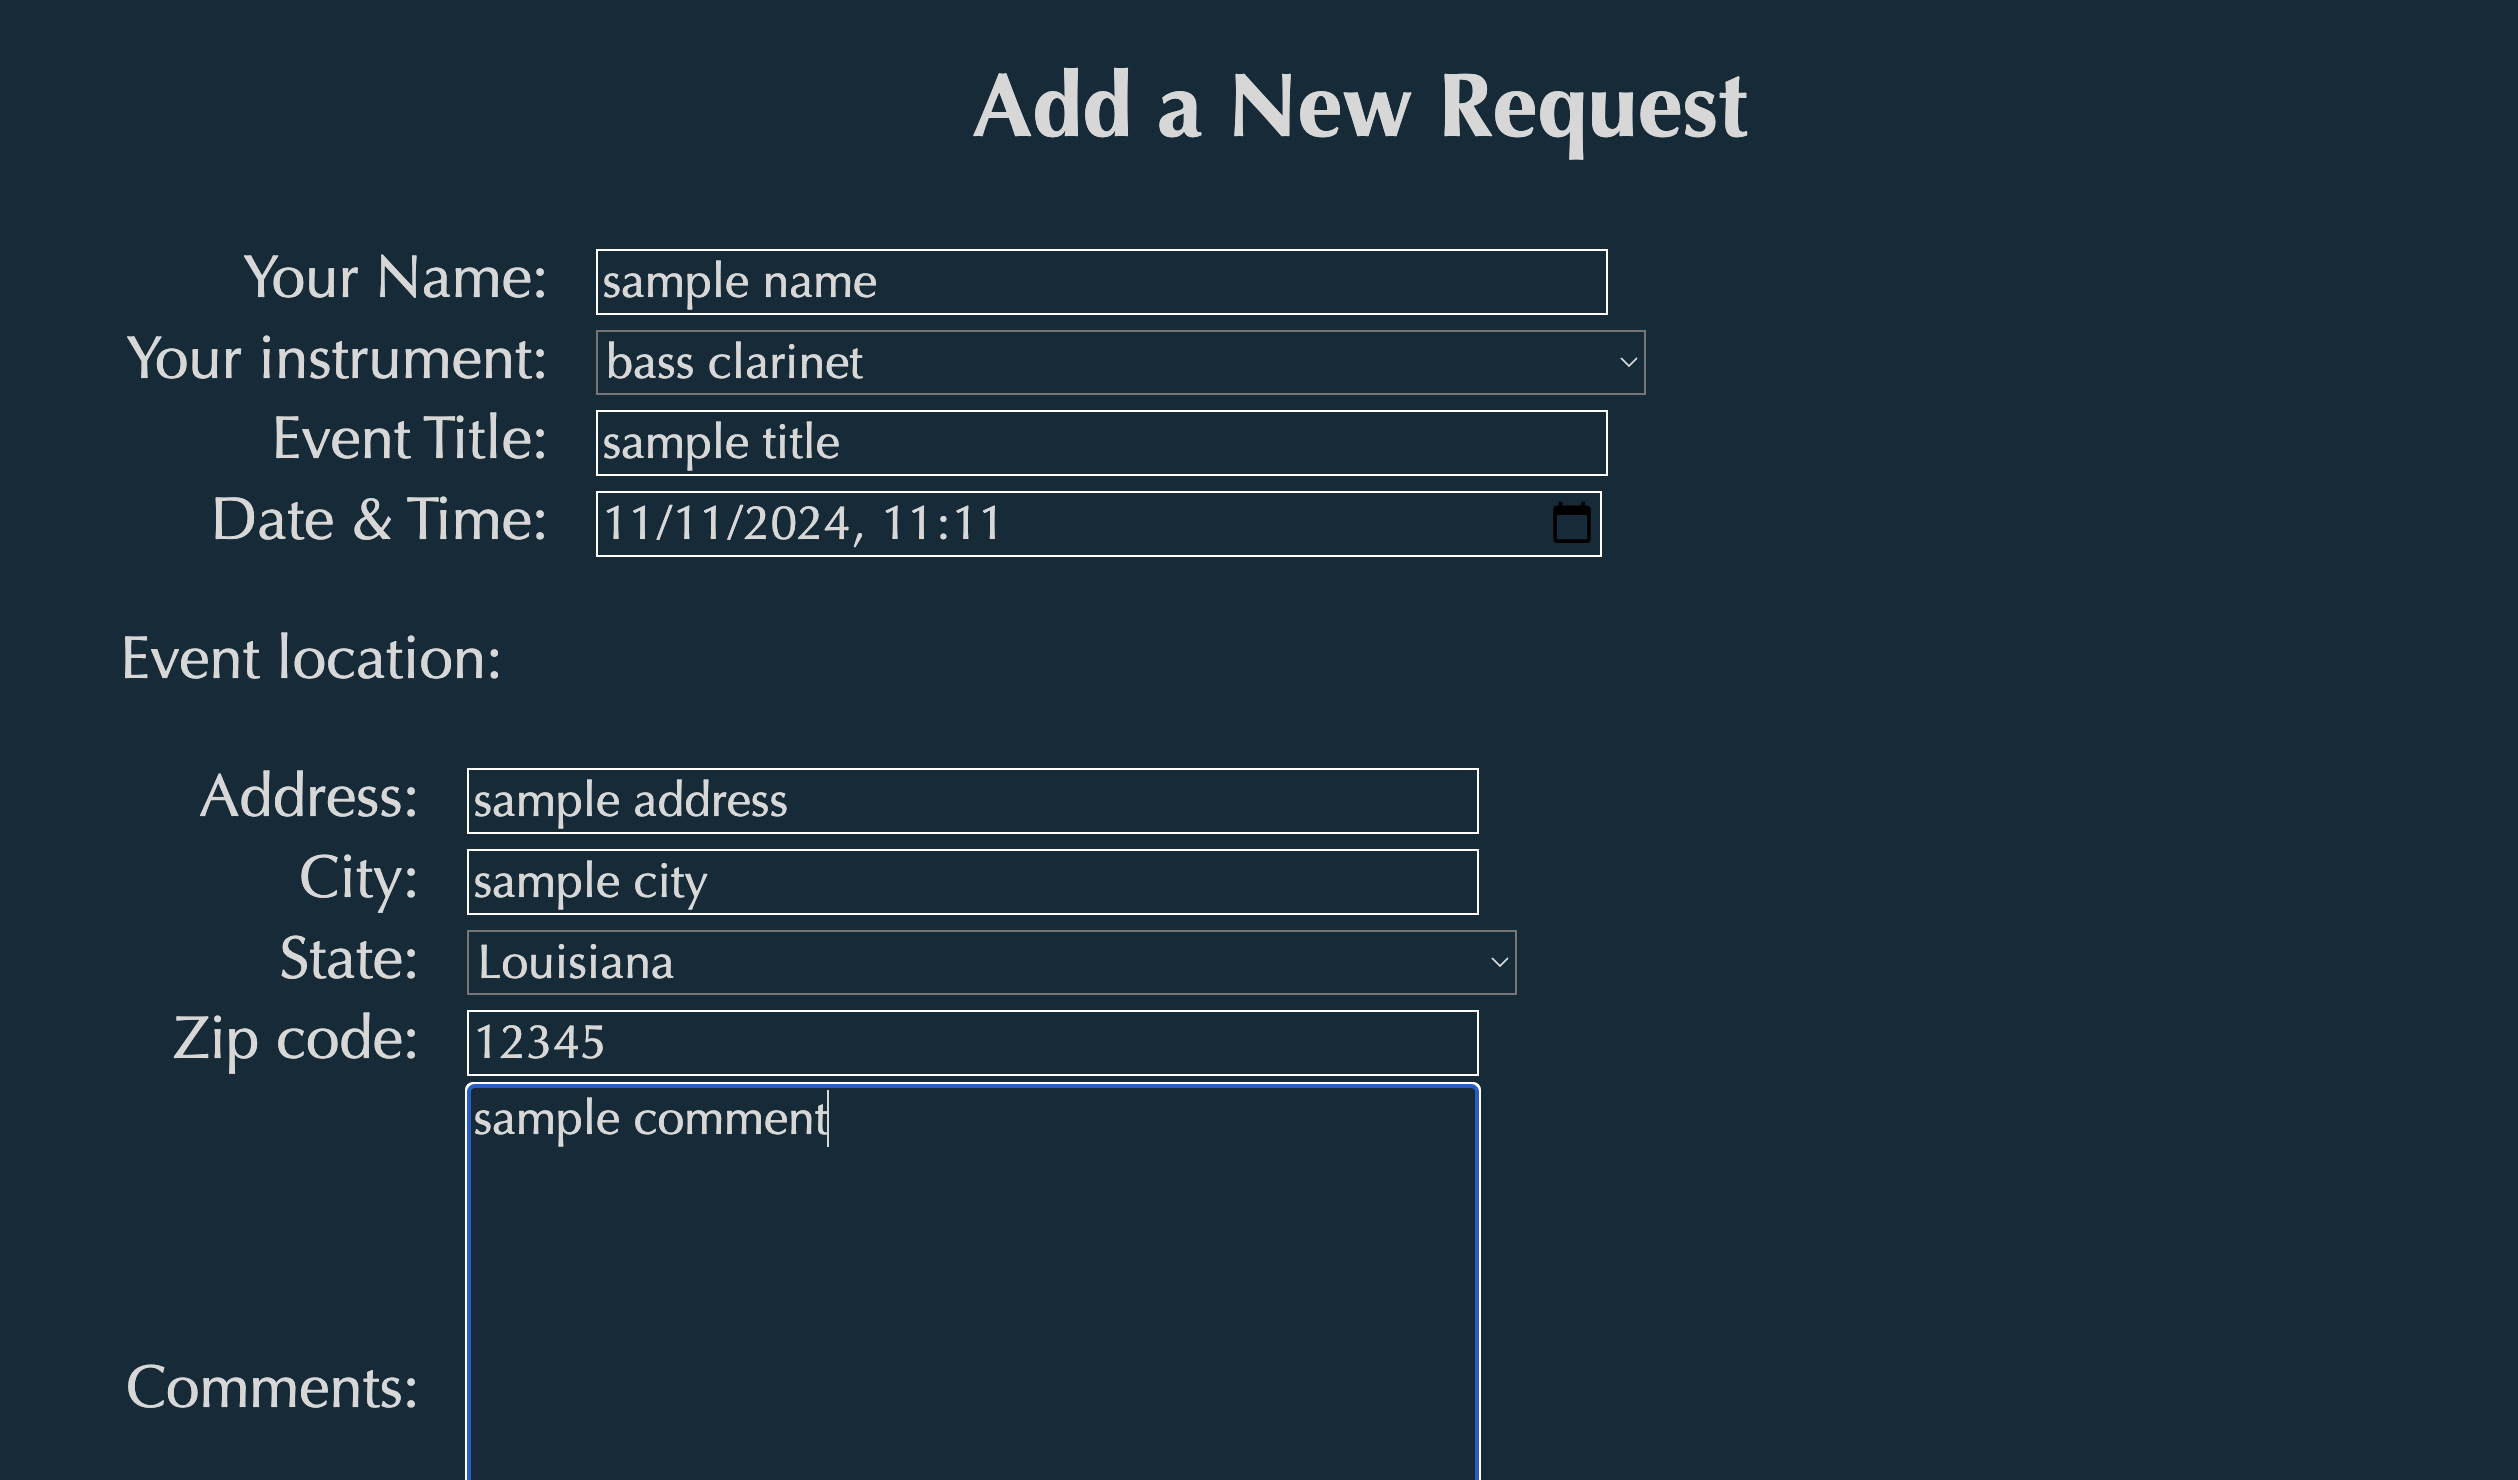 Add a New Request
Your Name: sample name
Your instrument: bass clarinet
Event Title: sample title
Date & Time: 11/11/2024, 11:11
Event location:
Address: sample address
City: sample city
State: Louisiana
Zip code: 12345
sample comment
Comments: